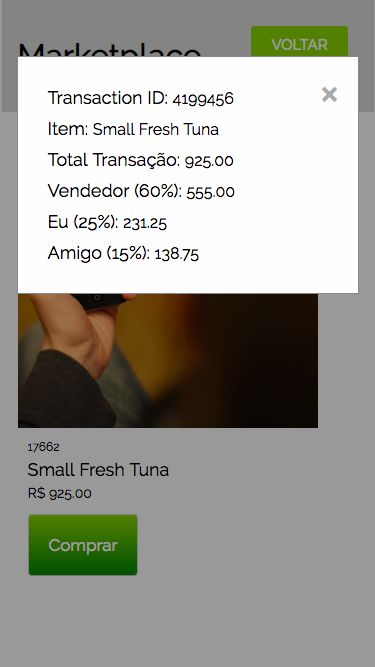 Marketplace
VOLTAR
Transaction ID: 4199456
Item: Small Fresh Tuna
Total Transação: 925.00
Vendedor (60%): 555.00
Eu (25%): 231.25
Amigo (15%): 138.75
17662
Small Fresh Tuna
R$ 925.00
Comprar